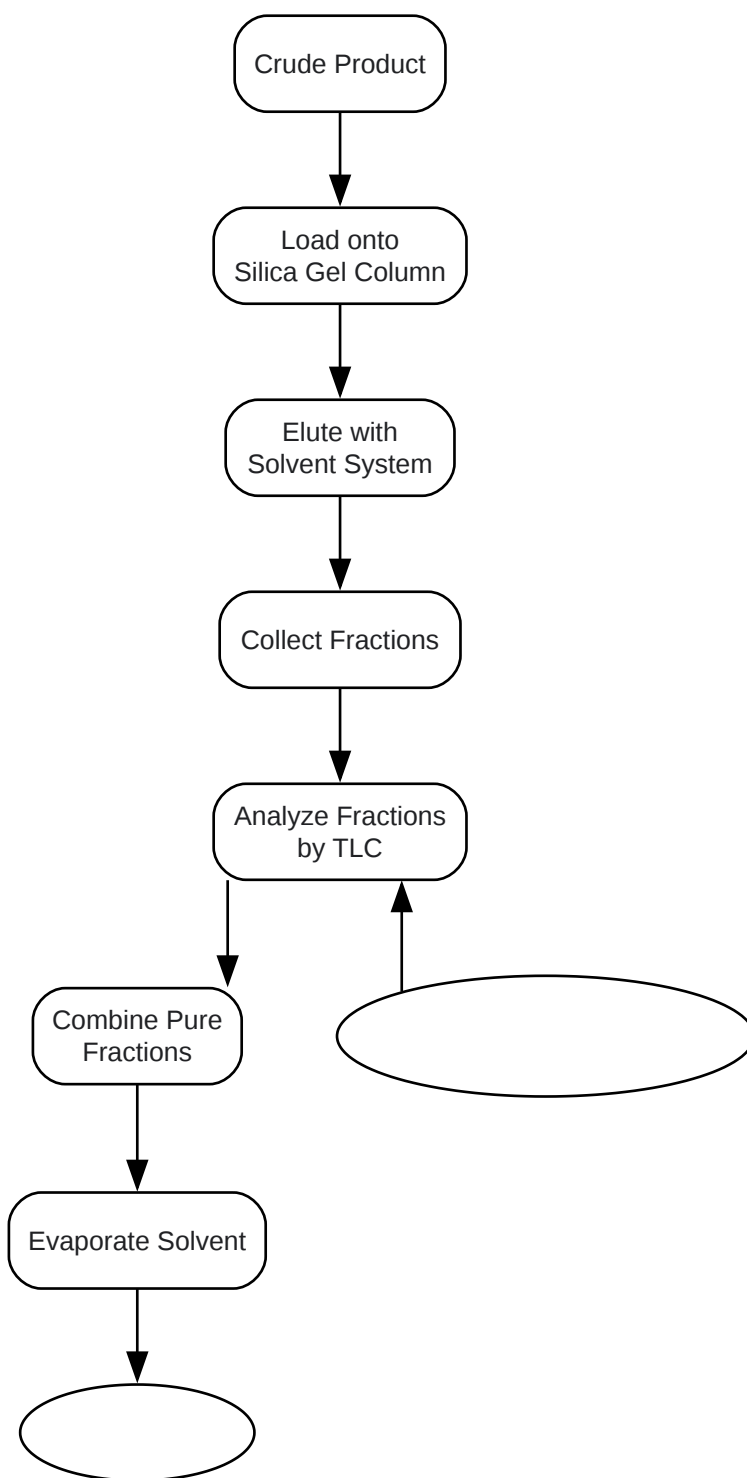 Crude Product
Load onto
Silica Gel Column
Elute with
Solvent System
Collect Fractions
Analyze Fractions
by TLC
Combine Pure
Fractions
Evaporate Solvent